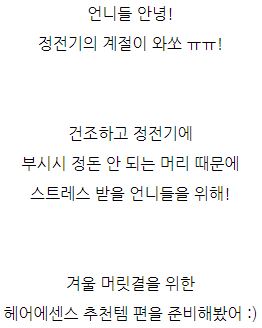 언니들 안녕!
정전기의 계절이 와쏘 ㅠㅠ!
건조하고 정전기에
부시시 정돈 안 되는 머리 때문에
스트레스 받을 언니들을 위해!
겨울 머릿결을 위한
헤어에센스 추천템 편을 준비해봤어 :)